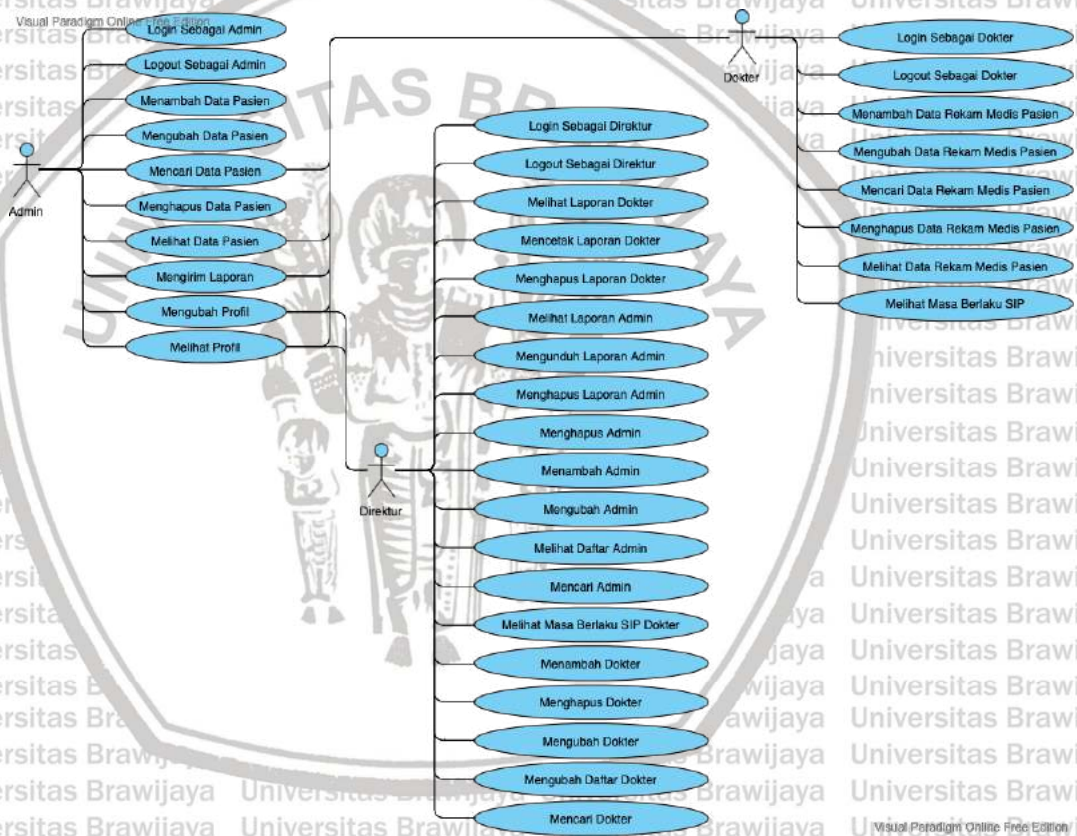 Visual Paradigm Online Free Edition
Login Sebagai Admin
Logout Sebagai Admin
Menambah Data Pasien
Mengubah Data Pasien
Mencari Data Pasien
Menghapus Data Pasien
Melihat Data Pasien
Mengirim Laporan
Mengubah Profil
Melihat Profil
Admin
Login Sebagai Direktur
Logout Sebagai Direktur
Melihat Laporan Dokter
Mencetak Laporan Dokter
Menghapus Laporan Dokter
Melihat Laporan Admin
Mengunduh Laporan Admin
Menghapus Laporan Admin
Menghapus Admin
Menambah Admin
Mengubah Admin
Melihat Daftar Admin
Mencari Admin
Melihat Masa Berlaku SIP Dokter
Menambah Dokter
Menghapus Dokter
Mengubah Dokter
Mengubah Daftar Dokter
Mencari Dokter
Direktur
Dokter
Login Sebagai Dokter
Logout Sebagai Dokter
Menambah Data Rekam Medis Pasien
Mengubah Data Rekam Medis Pasien
Mencari Data Rekam Medis Pasien
Menghapus Data Rekam Medis Pasien
Melihat Data Rekam Medis Pasien
Melihat Masa Berlaku SIP
Visual Paradigm Online Free Edition